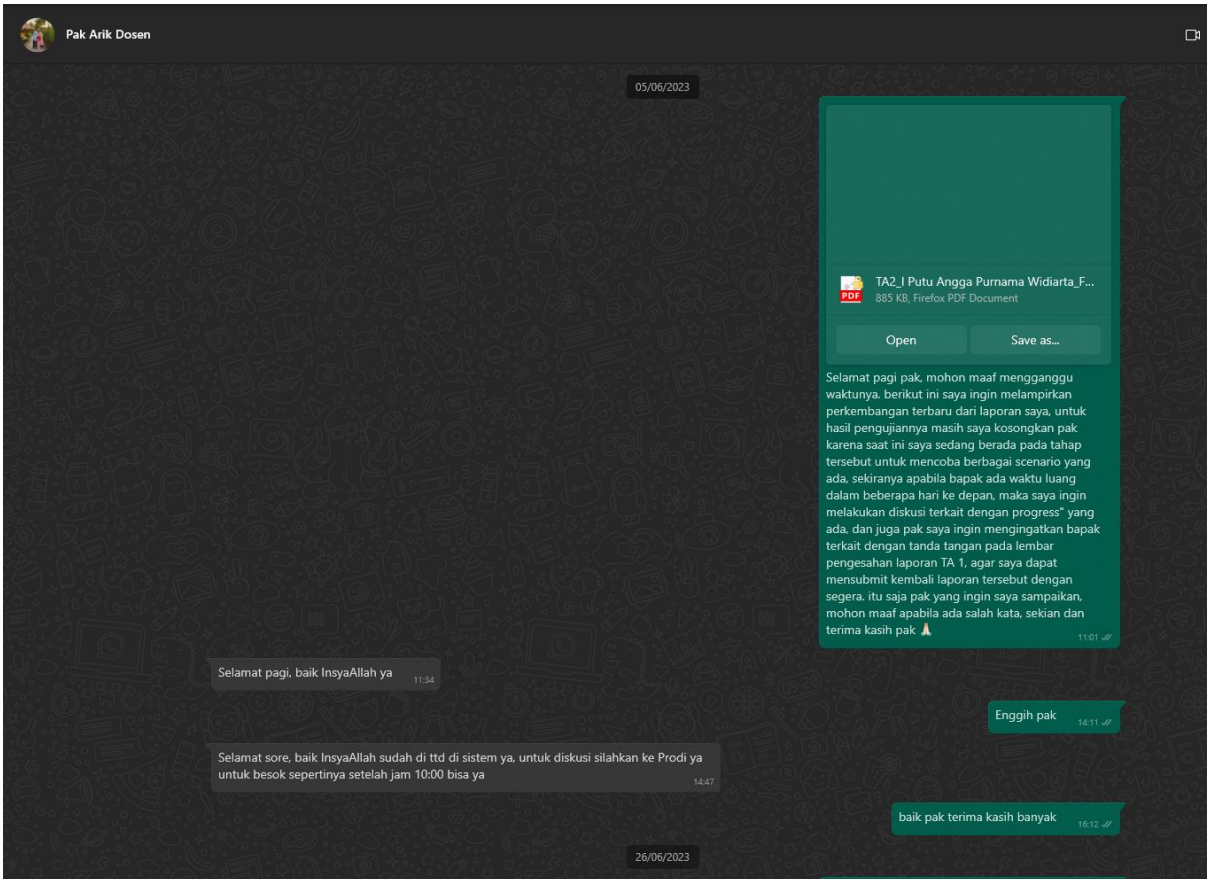 Pak Arik Dosen
05/06/2023
TA2_I Putu Angga Purnama Widiarta_F...
PDF
885 KB, Firefox PDF Document
Open
Save as...
Selamat pagi pak, mohon maaf mengganggu
waktunya. berikut ini saya ingin melampirkan
perkembangan terbaru dari laporan saya, untuk
hasil pengujiannya masih saya kosongkan pak
karena saat ini saya sedang berada pada tahap
tersebut untuk mencoba berbagai scenario yang
ada, sekiranya apabila bapak ada waktu luang
dalam beberapa hari ke depan, maka saya ingin
melakukan diskusi terkait dengan progress" yang
ada, dan juga pak saya ingin mengingatkan bapak
terkait dengan tanda tangan pada lembar
pengesahan laporan TA 1, agar saya dapat
mensubmit kembali laporan tersebut dengan
segera. itu saja pak yang ingin saya sampaikan,
mohon maaf apabila ada salah kata, sekian dan
terima kasih pak 🙏🏻
11:01
Selamat pagi, baik InsyaAllah ya
11:34
Enggih pak
14:11
Selamat sore, baik InsyaAllah sudah di ttd di sistem ya, untuk diskusi silahkan ke Prodi ya
untuk besok sepertinya setelah jam 10:00 bisa ya
14:47
baik pak terima kasih banyak
16:12
26/06/2023